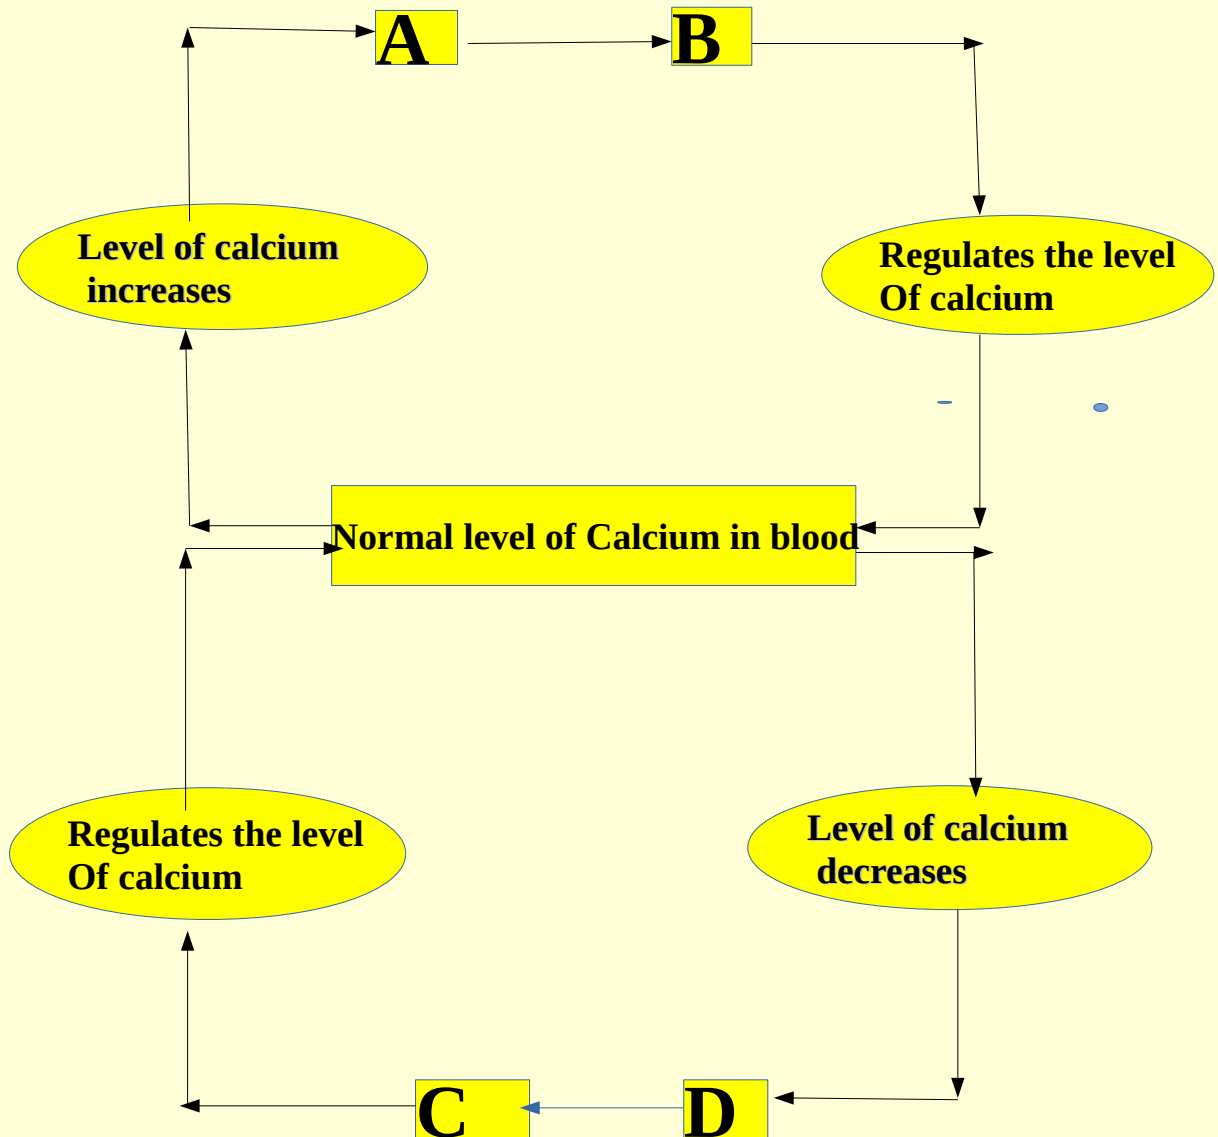 A
B
Level of calcium
increases
Regulates the level
Of calcium
Normal level of Calcium in blood
Regulates the level
Of calcium
Level of calcium
decreases
C
D